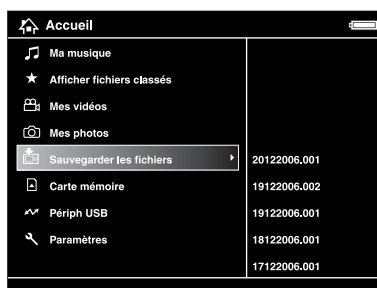 Accueil
Ma musique
Afficher fichiers classés
Mes vidéos
Mes photos
Sauvegarder les fichiers
20122006.001
Carte mémoire
19122006.002
Périph USB
19122006.001
Paramètres
18122006.001
17122006.001